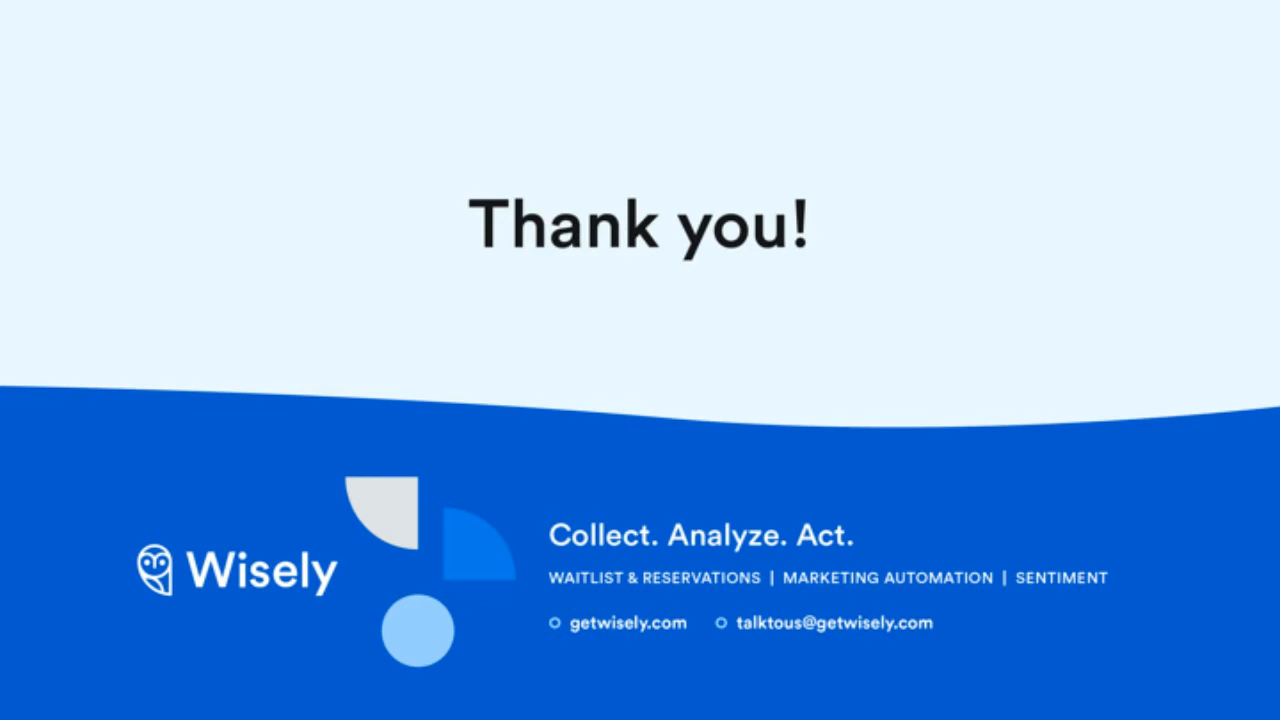 Thank you!
Wisely
Collect. Analyze. Act.
WAITLIST & RESERVATIONS | MARKETING AUTOMATION | SENTIMENT
getwisely.com talktous@getwisely.com